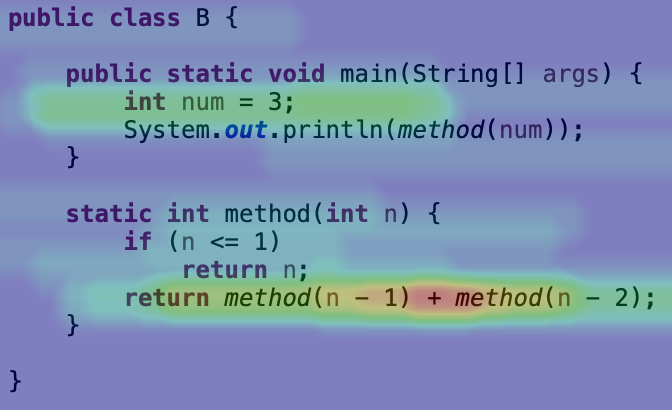 public class B {
public static void main(String[] args) {
int num = 3;
System.out.println(method(num));
}
static int method(int n) {
if (n <= 1)
return n;
return method(n - 1) + method(n - 2);
}
}